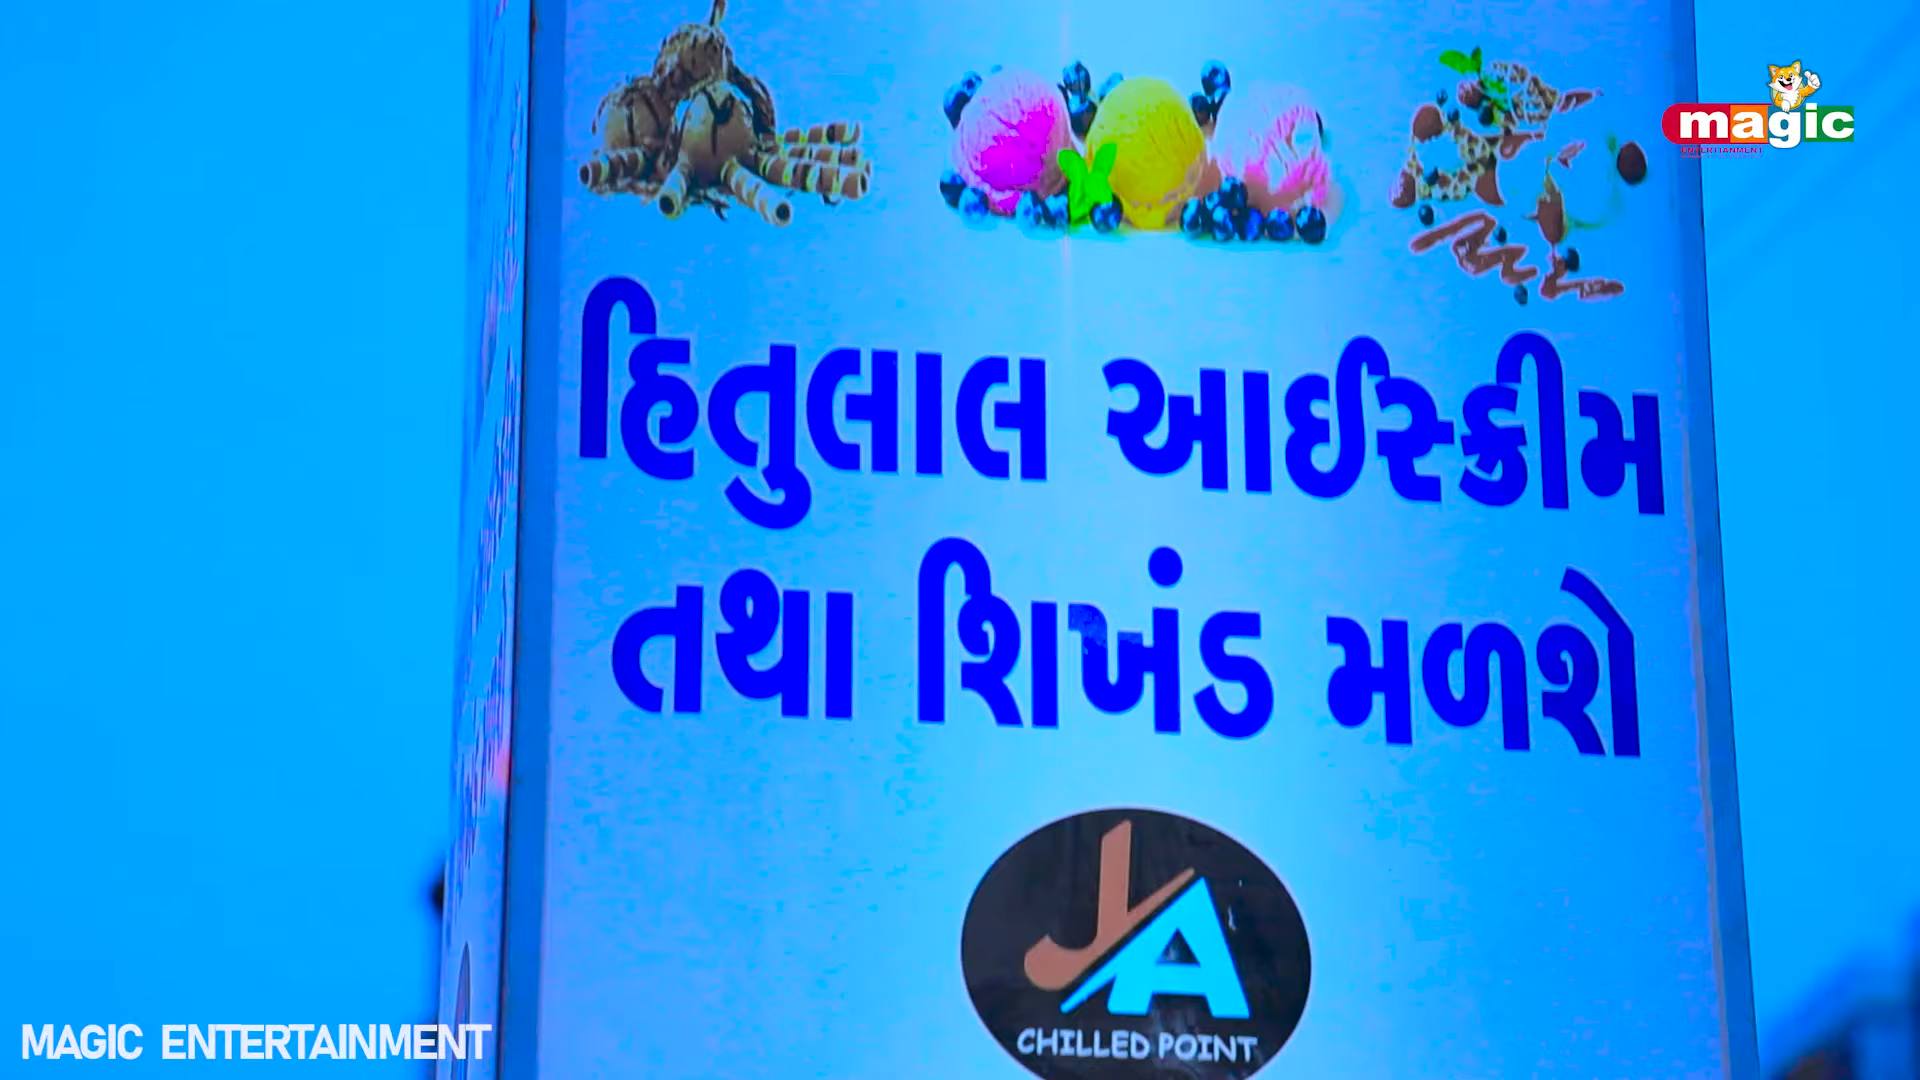 magic
ENTERTAINMENT
હિતુલાલ આઈસ્ક્રીમ
તથા શિખંડ મળશે
JA
CHILLED POINT
MAGIC ENTERTAINMENT